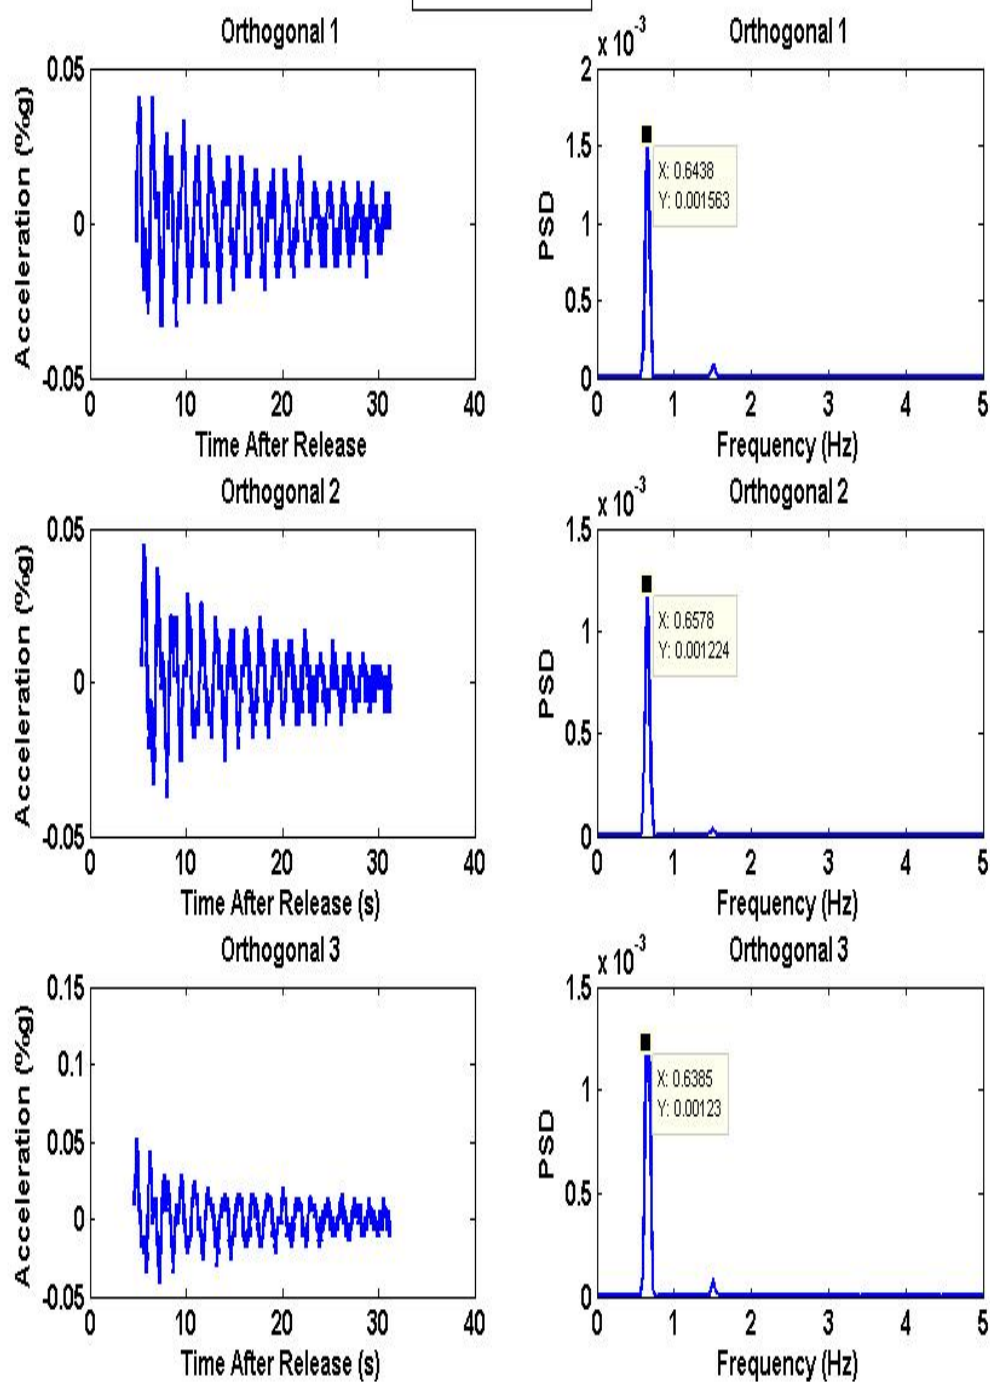 Orthogonal 1
Acceleration (%g)
0.05
0
-0.05
0 10 20 30 40
Time After Release
Orthogonal 1
x 10-3
PSD
2
1.5
1
0.5
0
X: 0.6438
Y: 0.001563
0 1 2 3 4 5
Frequency (Hz)
Orthogonal 2
Acceleration (%g)
0.05
0
-0.05
0 10 20 30 40
Time After Release (s)
Orthogonal 2
x 10-3
PSD
1.5
1
0.5
0
X: 0.6578
Y: 0.001224
0 1 2 3 4 5
Frequency (Hz)
Orthogonal 3
Acceleration (%g)
0.15
0.1
0.05
0
-0.05
0 10 20 30 40
Time After Release (s)
Orthogonal 3
x 10-3
PSD
1.5
1
0.5
0
X: 0.6385
Y: 0.00123
0 1 2 3 4 5
Frequency (Hz)